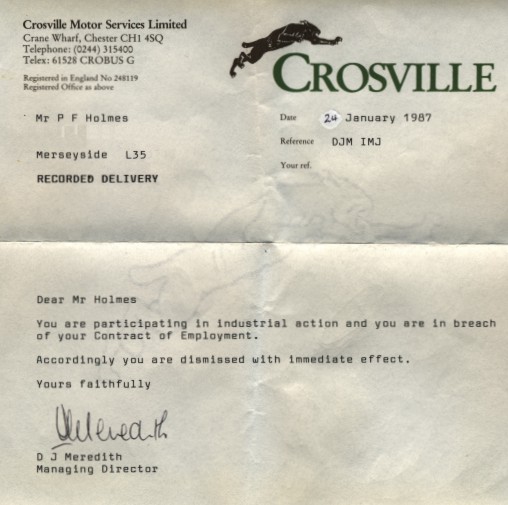 Crosville Motor Services Limited
Crane Wharf, Chester CH1 4SQ
Telephone: (0244) 315400
Telex: 61528 CROBUS G
Registered in England No 248119
Registered Office as above
CROSVILLE
Mr P F Holmes
Merseyside L35
RECORDED DELIVERY
Date 24 January 1987
Reference DJM IMJ
Your ref.
Dear Mr Holmes
You are participating in industrial action and you are in breach
of your Contract of Employment.
Accordingly you are dismissed with immediate effect.
Yours faithfully
DJMeredith
D J Meredith
Managing Director